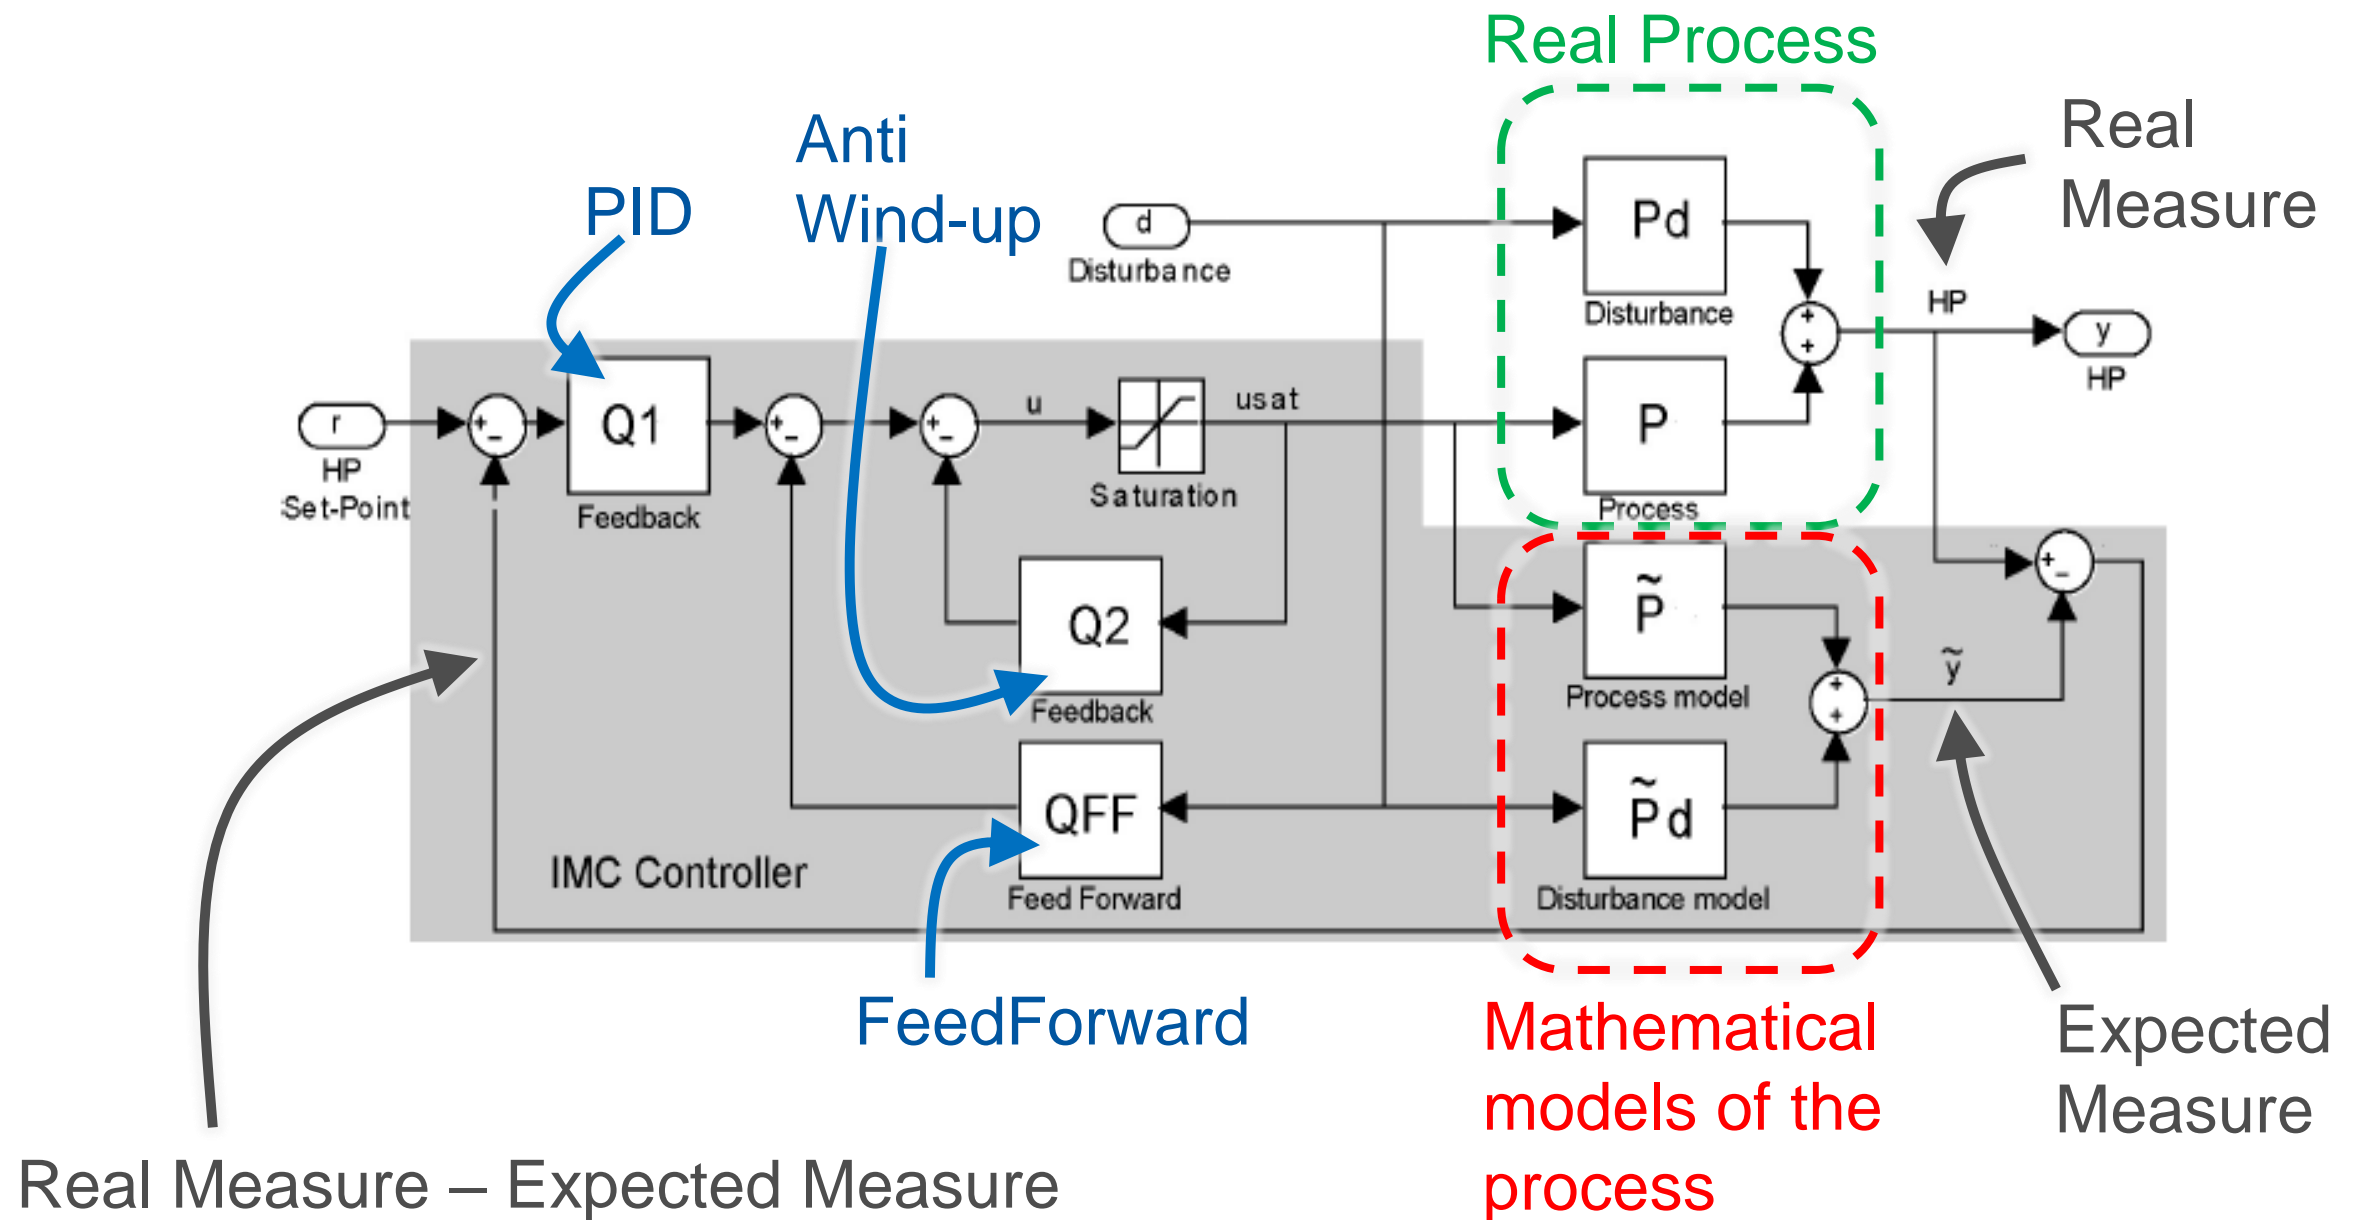 Real Process
Anti
Wind-up
PID
Real
Measure
d
Disturbance
Pd
Disturbance
HP
y
HP
r
HP
Set-Point
+
-
Q1
Feedback
+
-
+
-
u
Saturation
usat
P
Process
+
+
Q2
Feedback
~
P
Process model
+
-
+
+
~
y
QFF
Feed Forward
~
Pd
Disturbance model
IMC Controller
FeedForward
Mathematical
models of the
process
Expected
Measure
Real Measure – Expected Measure